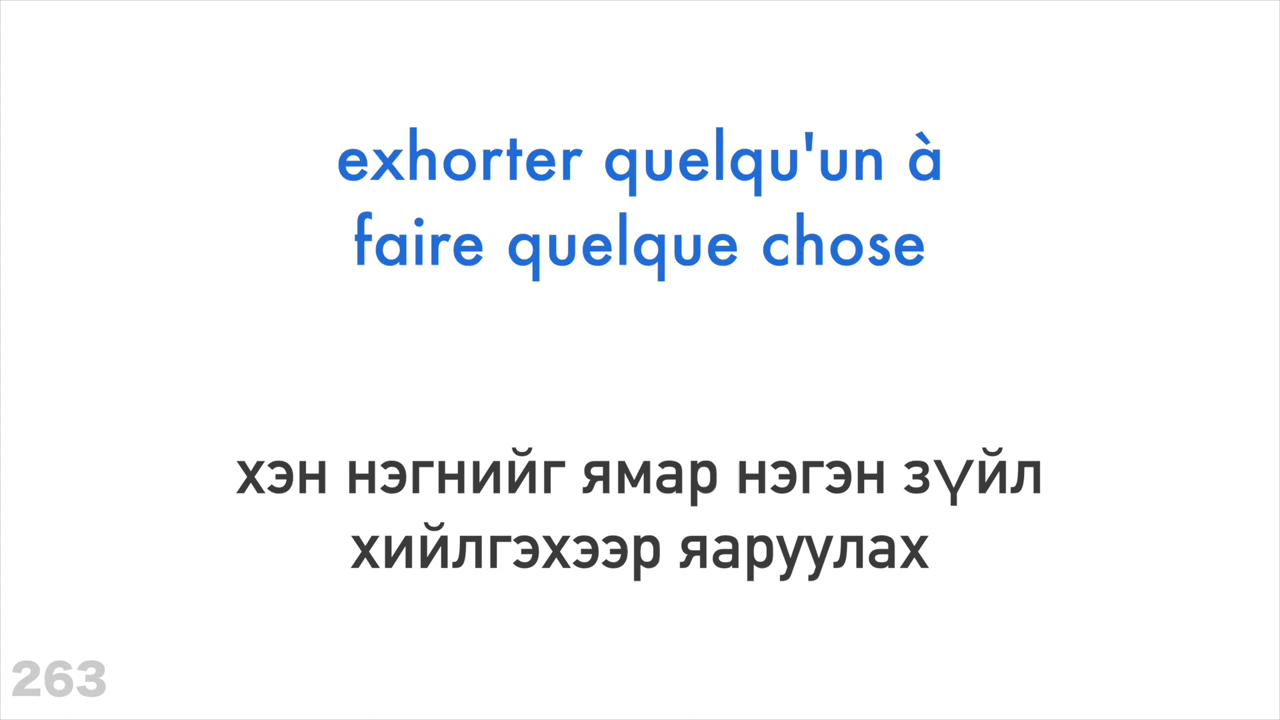 exhorter quelqu'un à
faire quelque chose
хэн нэгнийг ямар нэгэн зүйл
хийлгэхээр яаруулах
263